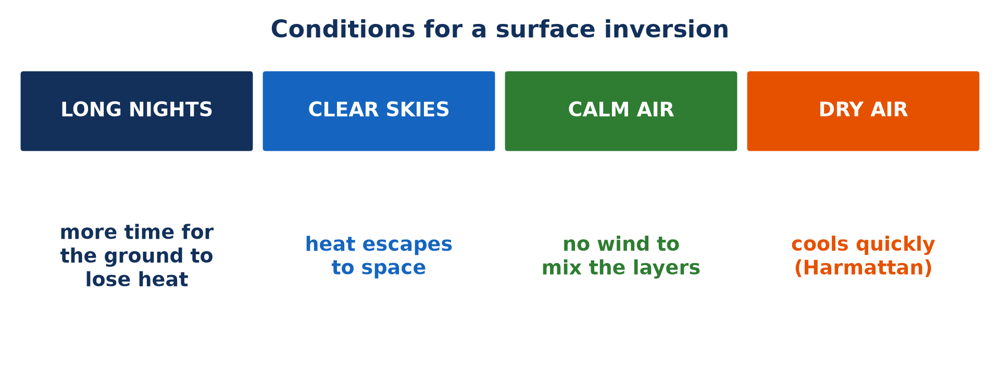 Conditions for a surface inversion
LONG NIGHTS
CLEAR SKIES
CALM AIR
DRY AIR
more time for
the ground to
lose heat
heat escapes
to space
no wind to
mix the layers
cools quickly
(Harmattan)